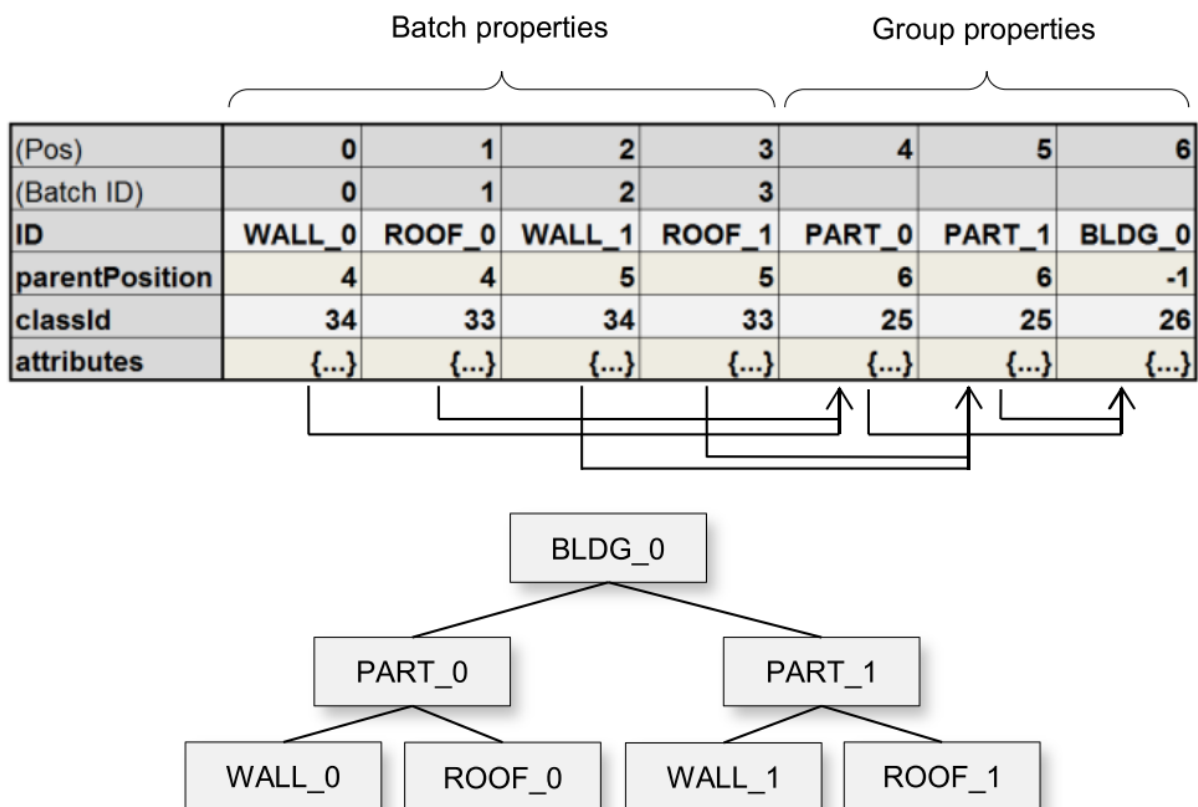 Batch properties Group properties
(Pos) 0 1 2 3 4 5 6
(Batch ID) 0 1 2 3
ID WALL_0 ROOF_0 WALL_1 ROOF_1 PART_0 PART_1 BLDG_0
parentPosition 4 4 5 5 6 6 -1
classId 34 33 34 33 25 25 26
attributes {...} {...} {...} {...} {...} {...} {...}
BLDG_0
PART_0 PART_1
WALL_0 ROOF_0 WALL_1 ROOF_1